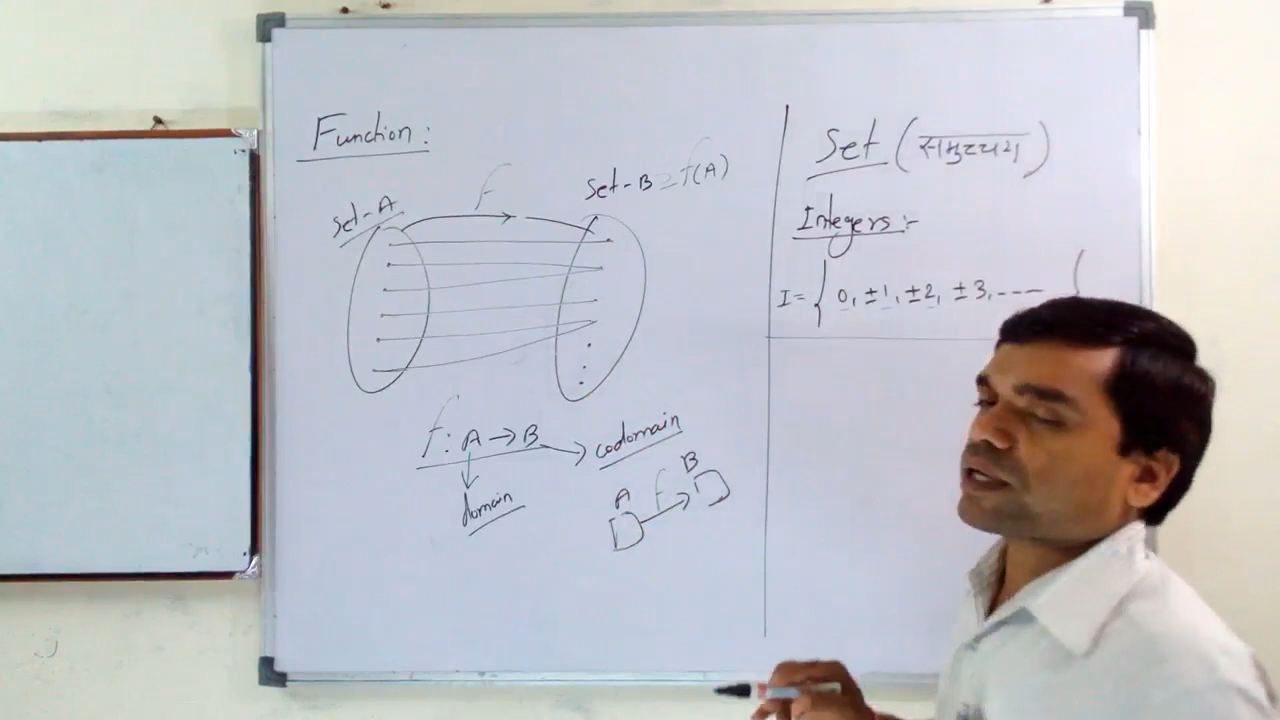 Function :
Set-A
f
Set-B = f(A)
f: A → B → codomain
domain
A f B
Set (समुच्चय)
Integers :-
I = { 0, ±1, ±2, ±3, ---- }